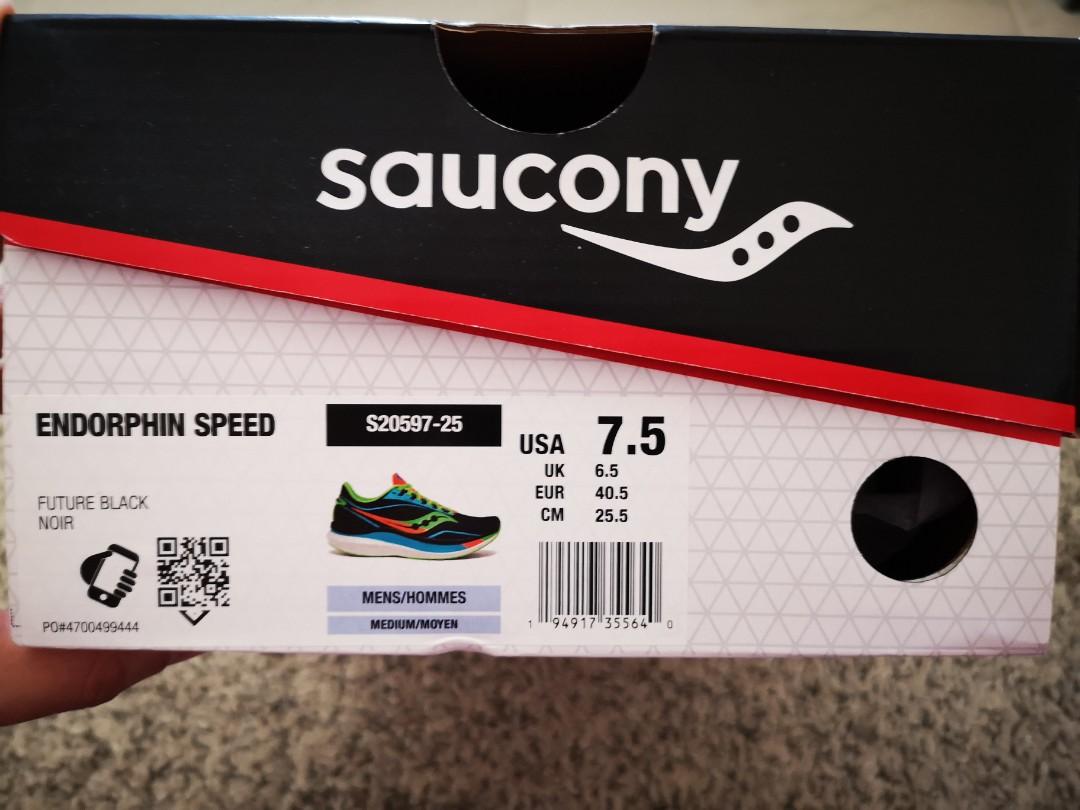 saucony
ENDORPHIN SPEED
FUTURE BLACK
NOIR
PO#4700499444
S20597-25
MENS/HOMMES
MEDIUM/MOYEN
USA 7.5
UK 6.5
EUR 40.5
CM 25.5
1 94917 35564 0